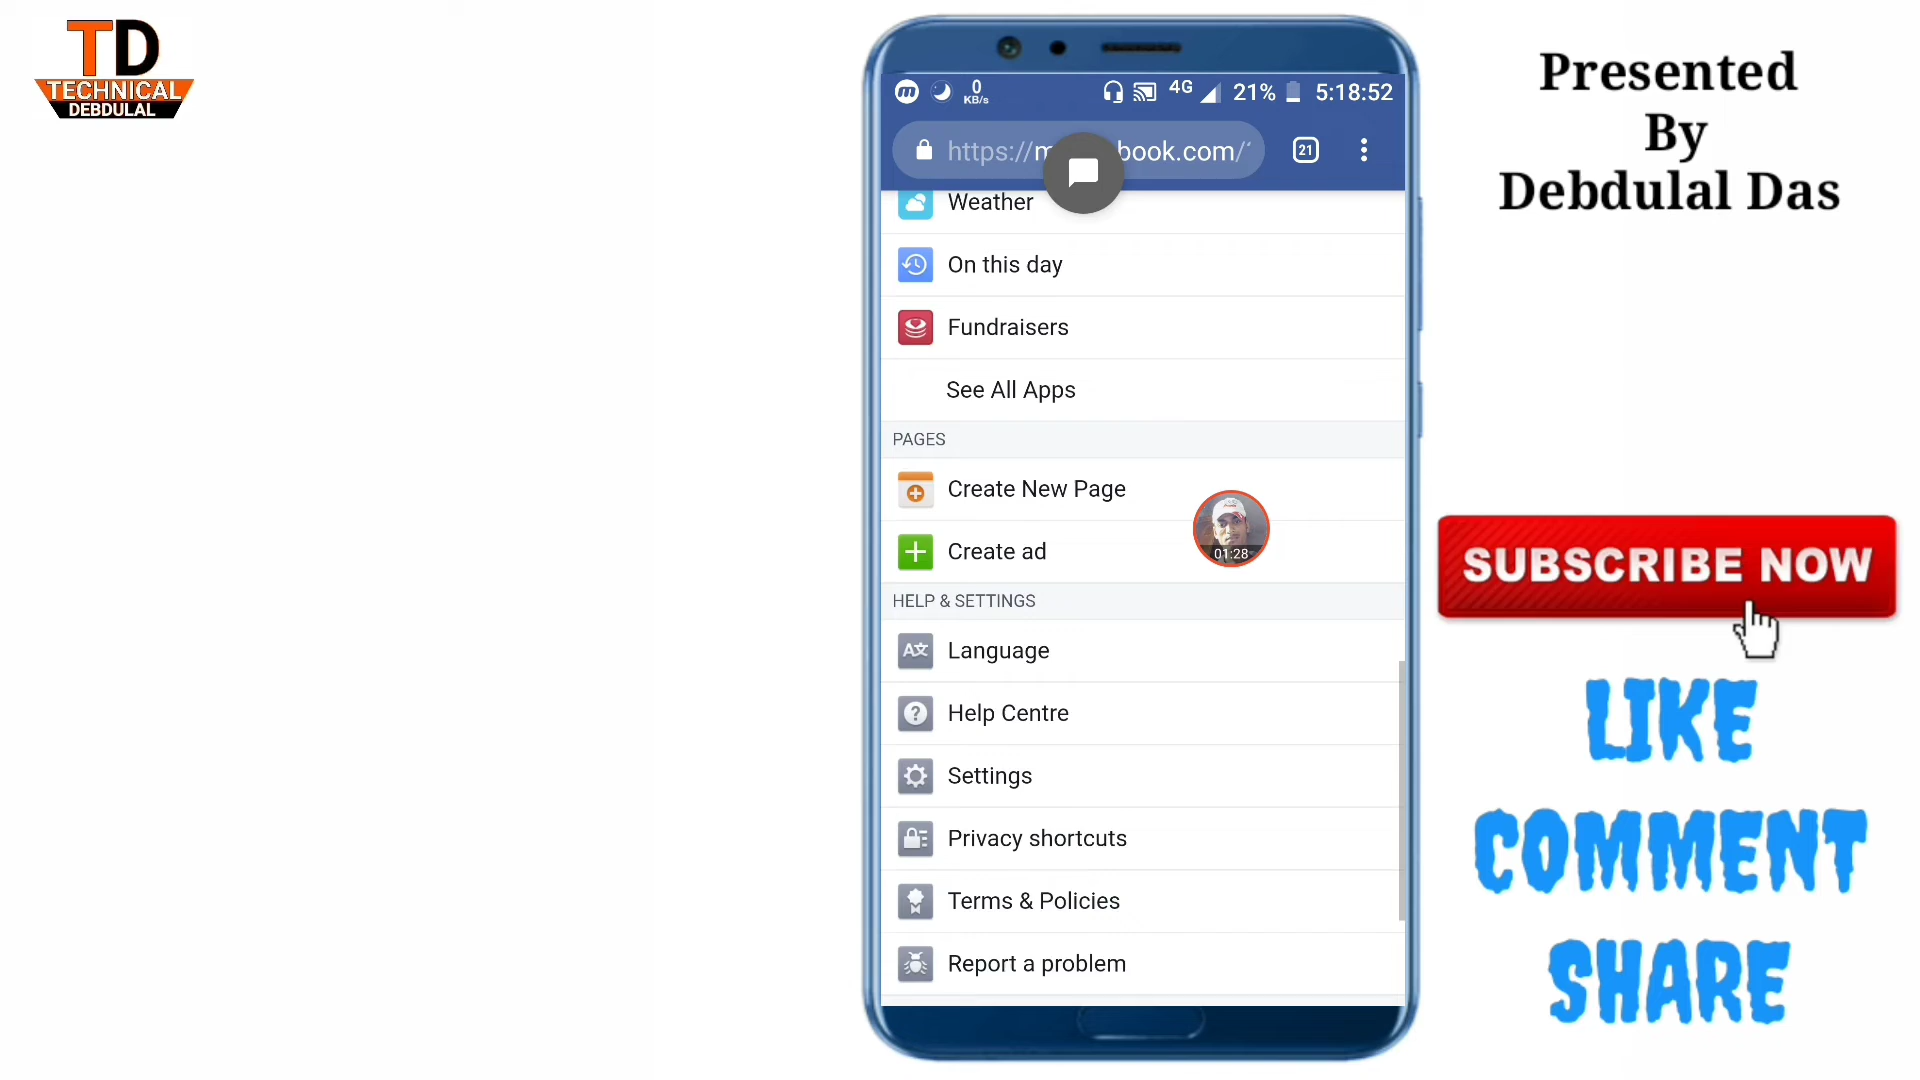 TD
TECHNICAL
DEBDULAL
m
0
KB/s
4G
21%
5:18:52
https://m
book.com/
21
Weather
On this day
Fundraisers
See All Apps
PAGES
Create New Page
01:28
Create ad
HELP & SETTINGS
A文
Language
?
Help Centre
Settings
Privacy shortcuts
Terms & Policies
Report a problem
Presented
By
Debdulal Das
SUBSCRIBE NOW
LIKE
COMMENT
SHARE